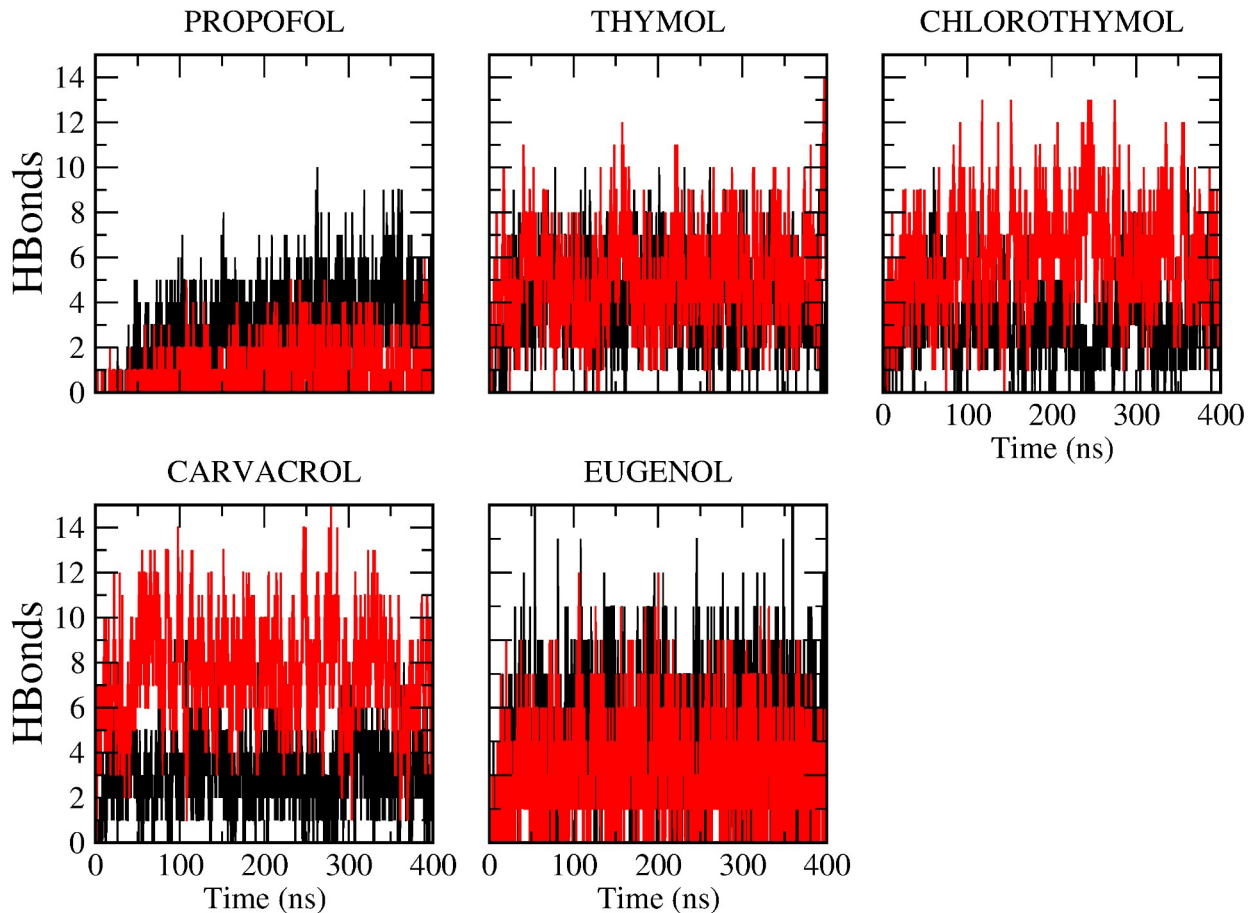 PROPOFOL THYMOL CHLOROTHYMOL
HBonds
14
12
10
8
6
4
2
0
0 100 200 300 400
Time (ns)
CARVACROL EUGENOL
HBonds
14
12
10
8
6
4
2
0
0 100 200 300 400 0 100 200 300 400
Time (ns) Time (ns)